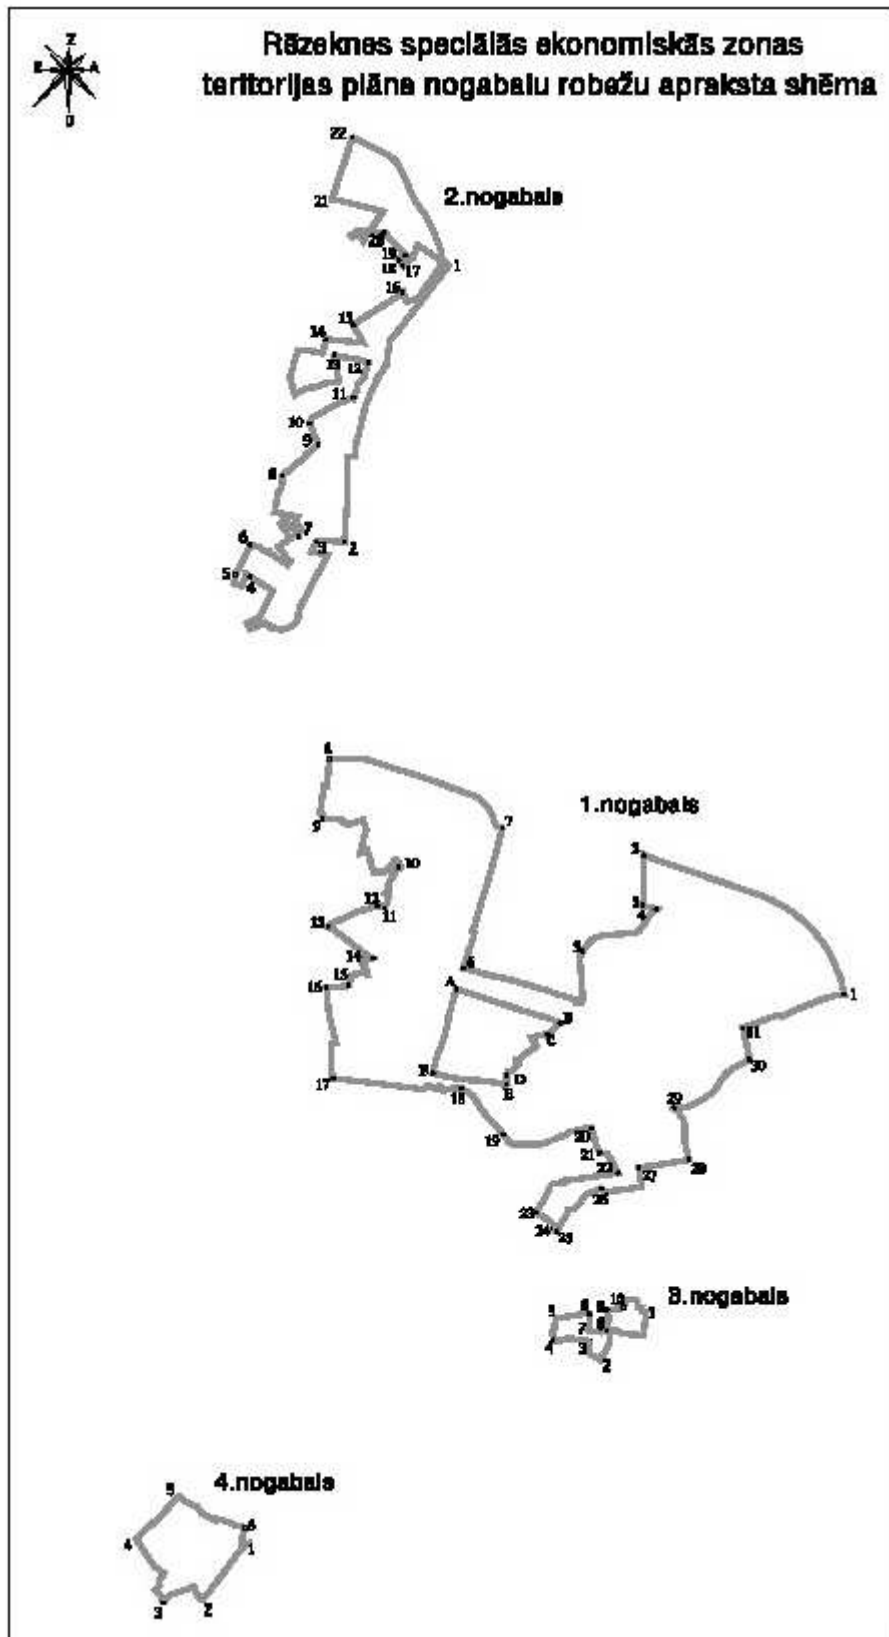 Rēzeknes speciālās ekonomiskās zonas
teritorijas plāna nogabalu robežu apraksta shēma
Z
R A
D
22
21
2.nogabals
20
19
18 17 1
16
15
14
13 12
11
10
9
8
7
6 3 2
5 4
8
7
1.nogabals
9
2
10
12 11 3
4
13
5
14
15 6
16 A 1
B
C 31
30
17 D
E
18 29
19 20
21
22 27 28
26
23
24 25
3.nogabals
10
5 6 8 1
7 9
4 3 2
4.nogabals
5
6
4 1
3 2